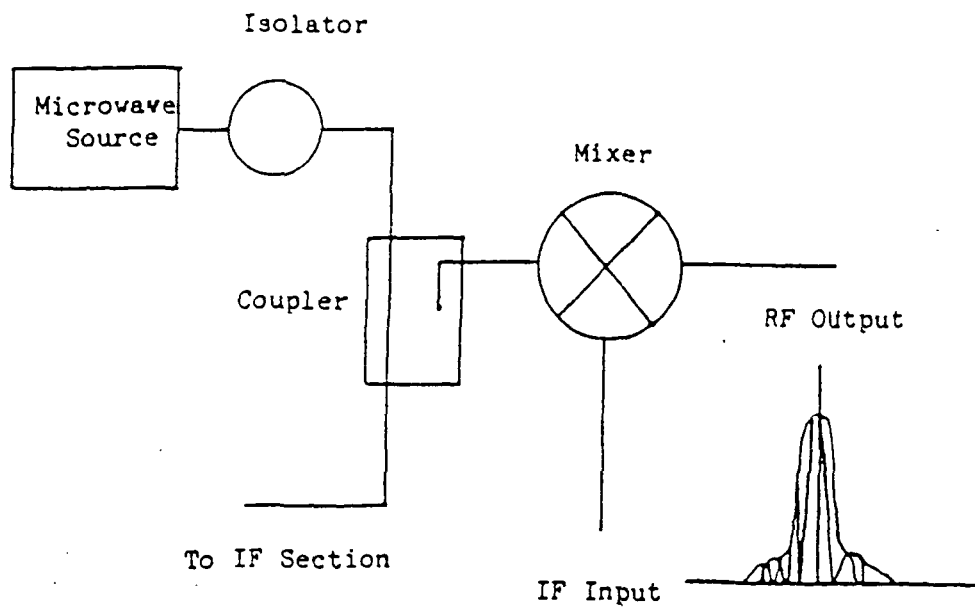 Isolator
Microwave
Source
Mixer
Coupler
RF Output
To IF Section
IF Input